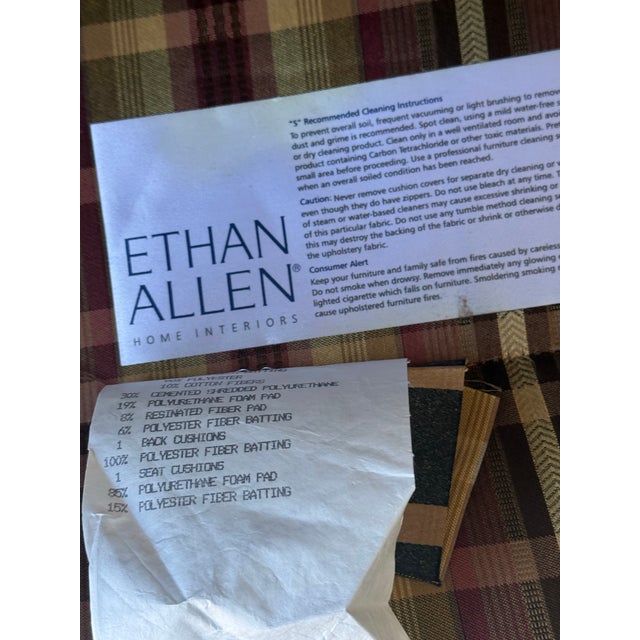 "S" Recommended Cleaning Instructions
To prevent overall soil, frequent vacuuming or light brushing to remove
dust and grime is recommended. Spot clean, using a mild water-free s
or dry cleaning product. Clean only in a well ventilated room and avoi
product containing Carbon Tetrachloride or other toxic materials. Pret
small area before proceeding. Use a professional furniture cleaning s
when an overall soiled condition has been reached.
Caution: Never remove cushion covers for separate dry cleaning or w
even though they do have zippers. Do not use bleach at any time. T
of steam or water-based cleaners may cause excessive shrinking or
of this particular fabric. Do not use any tumble method cleaning s
this may destroy the backing of the fabric or shrink or otherwise d
the upholstery fabric.
Consumer Alert
Keep your furniture and family safe from fires caused by careless
Do not smoke when drowsy. Remove immediately any glowing
lighted cigarette which falls on furniture. Smoldering smoking
cause upholstered furniture fires.
ETHAN
ALLEN®
HOME INTERIORS
POLYESTER
10% COTTON FIBERS
30% CEMENTED SHREDDED POLYURETHANE
19% POLYURETHANE FOAM PAD
8% RESINATED FIBER PAD
6% POLYESTER FIBER BATTING
1 BACK CUSHIONS
100% POLYESTER FIBER BATTING
1 SEAT CUSHIONS
85% POLYURETHANE FOAM PAD
15% POLYESTER FIBER BATTING